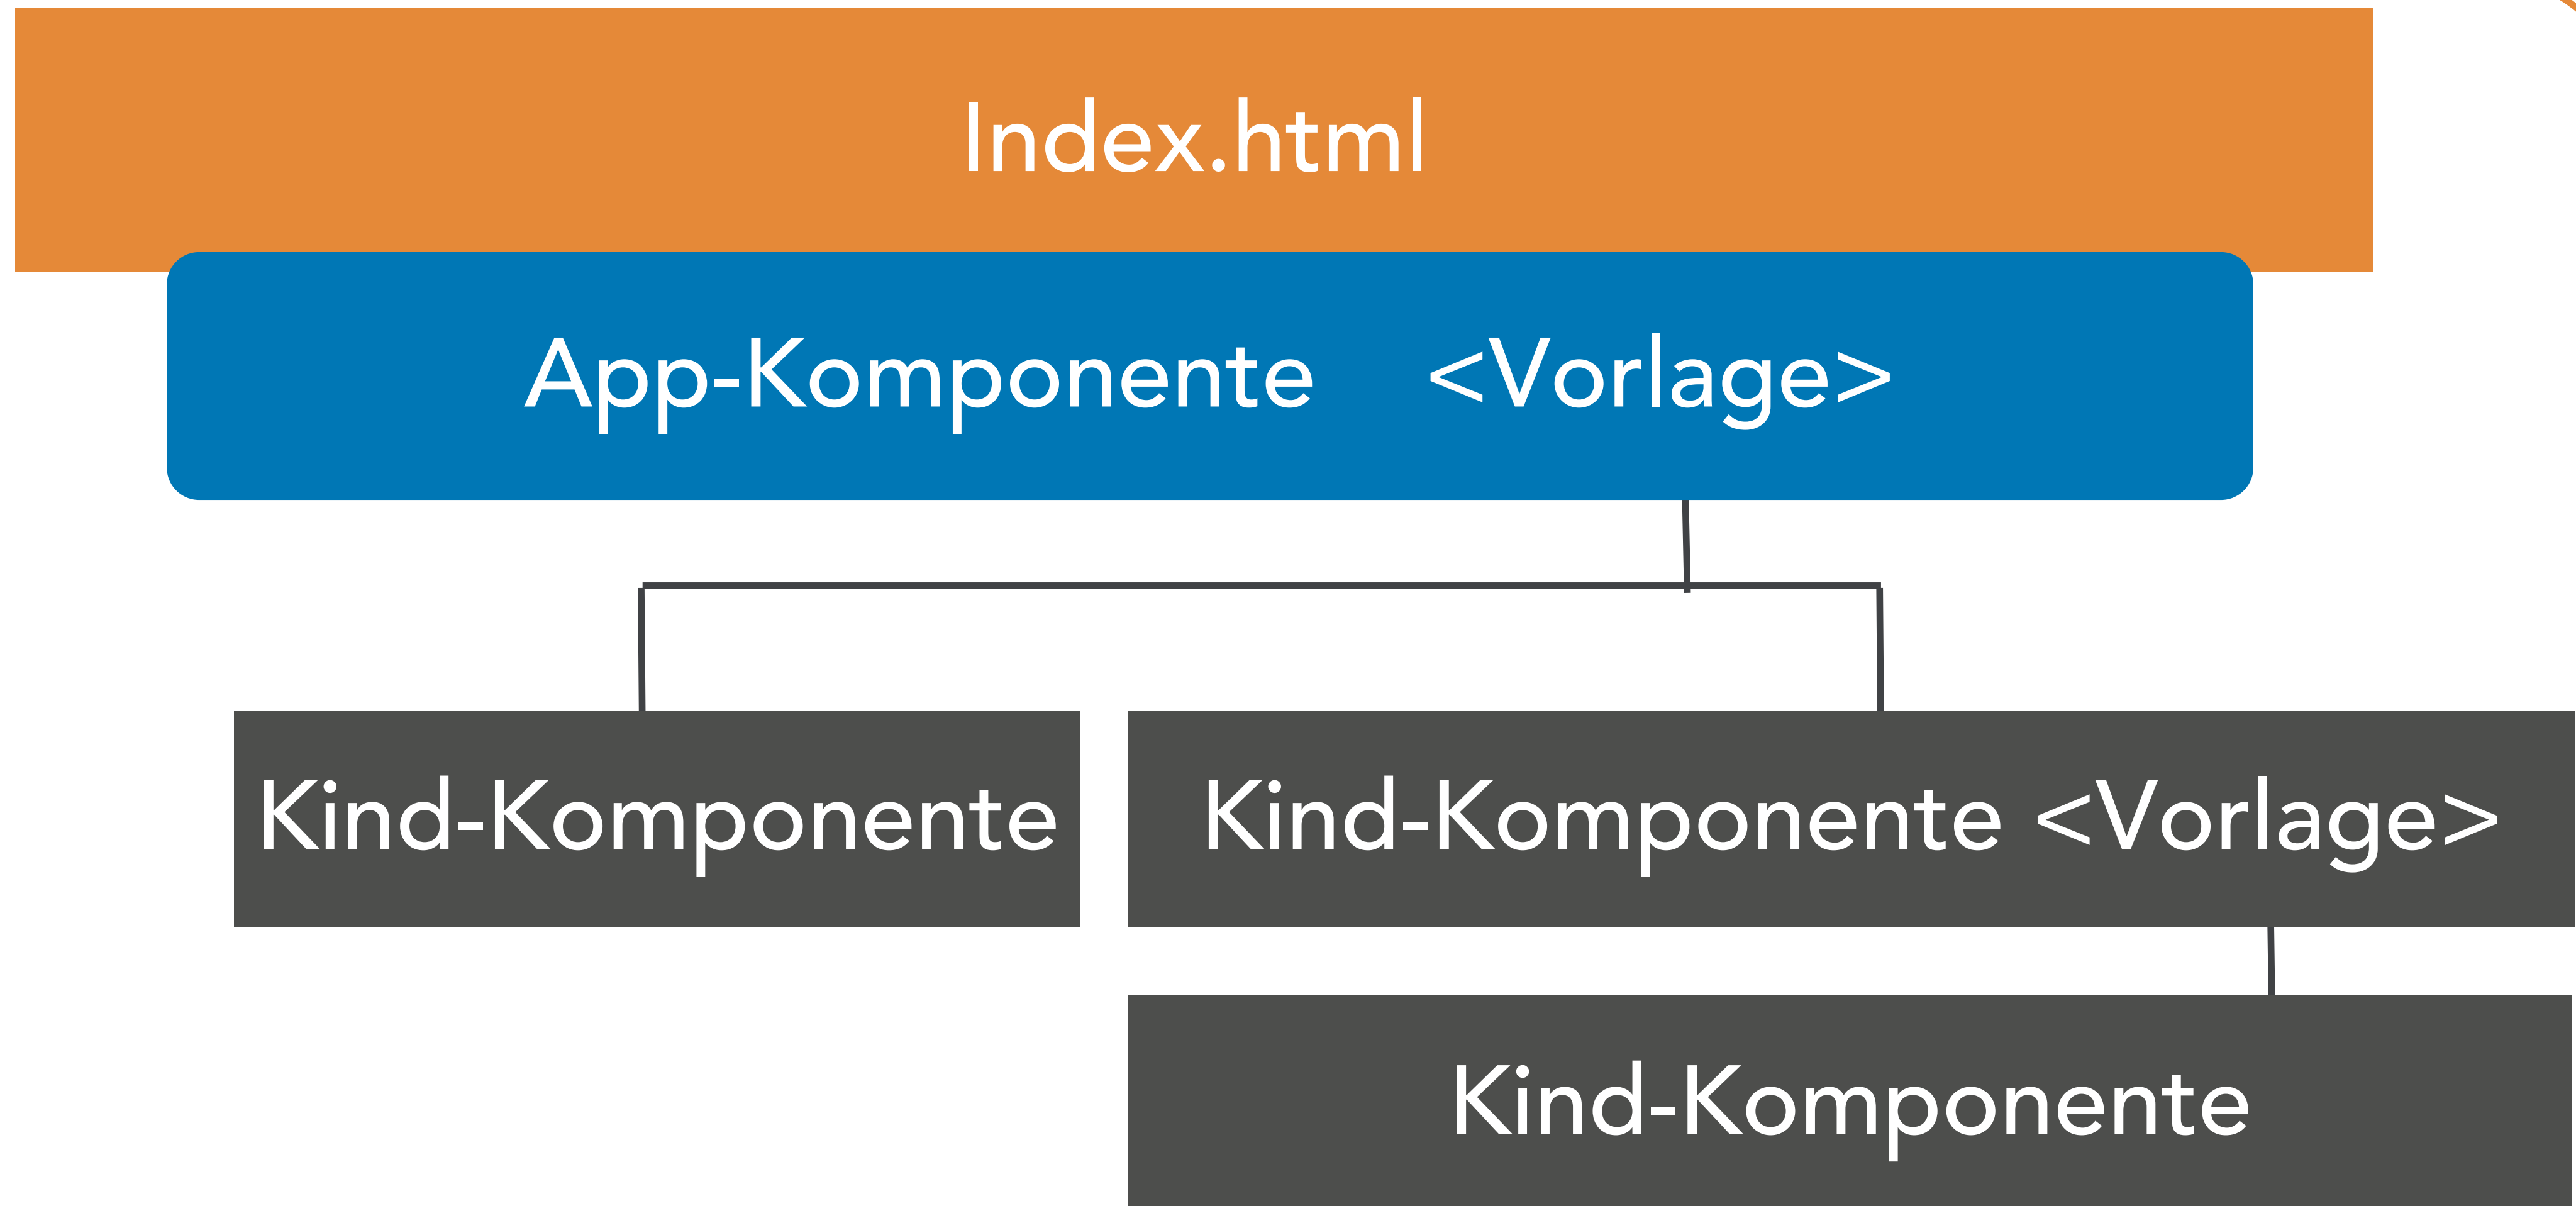 Index.html
App-Komponente <Vorlage>
Kind-Komponente
Kind-Komponente <Vorlage>
Kind-Komponente